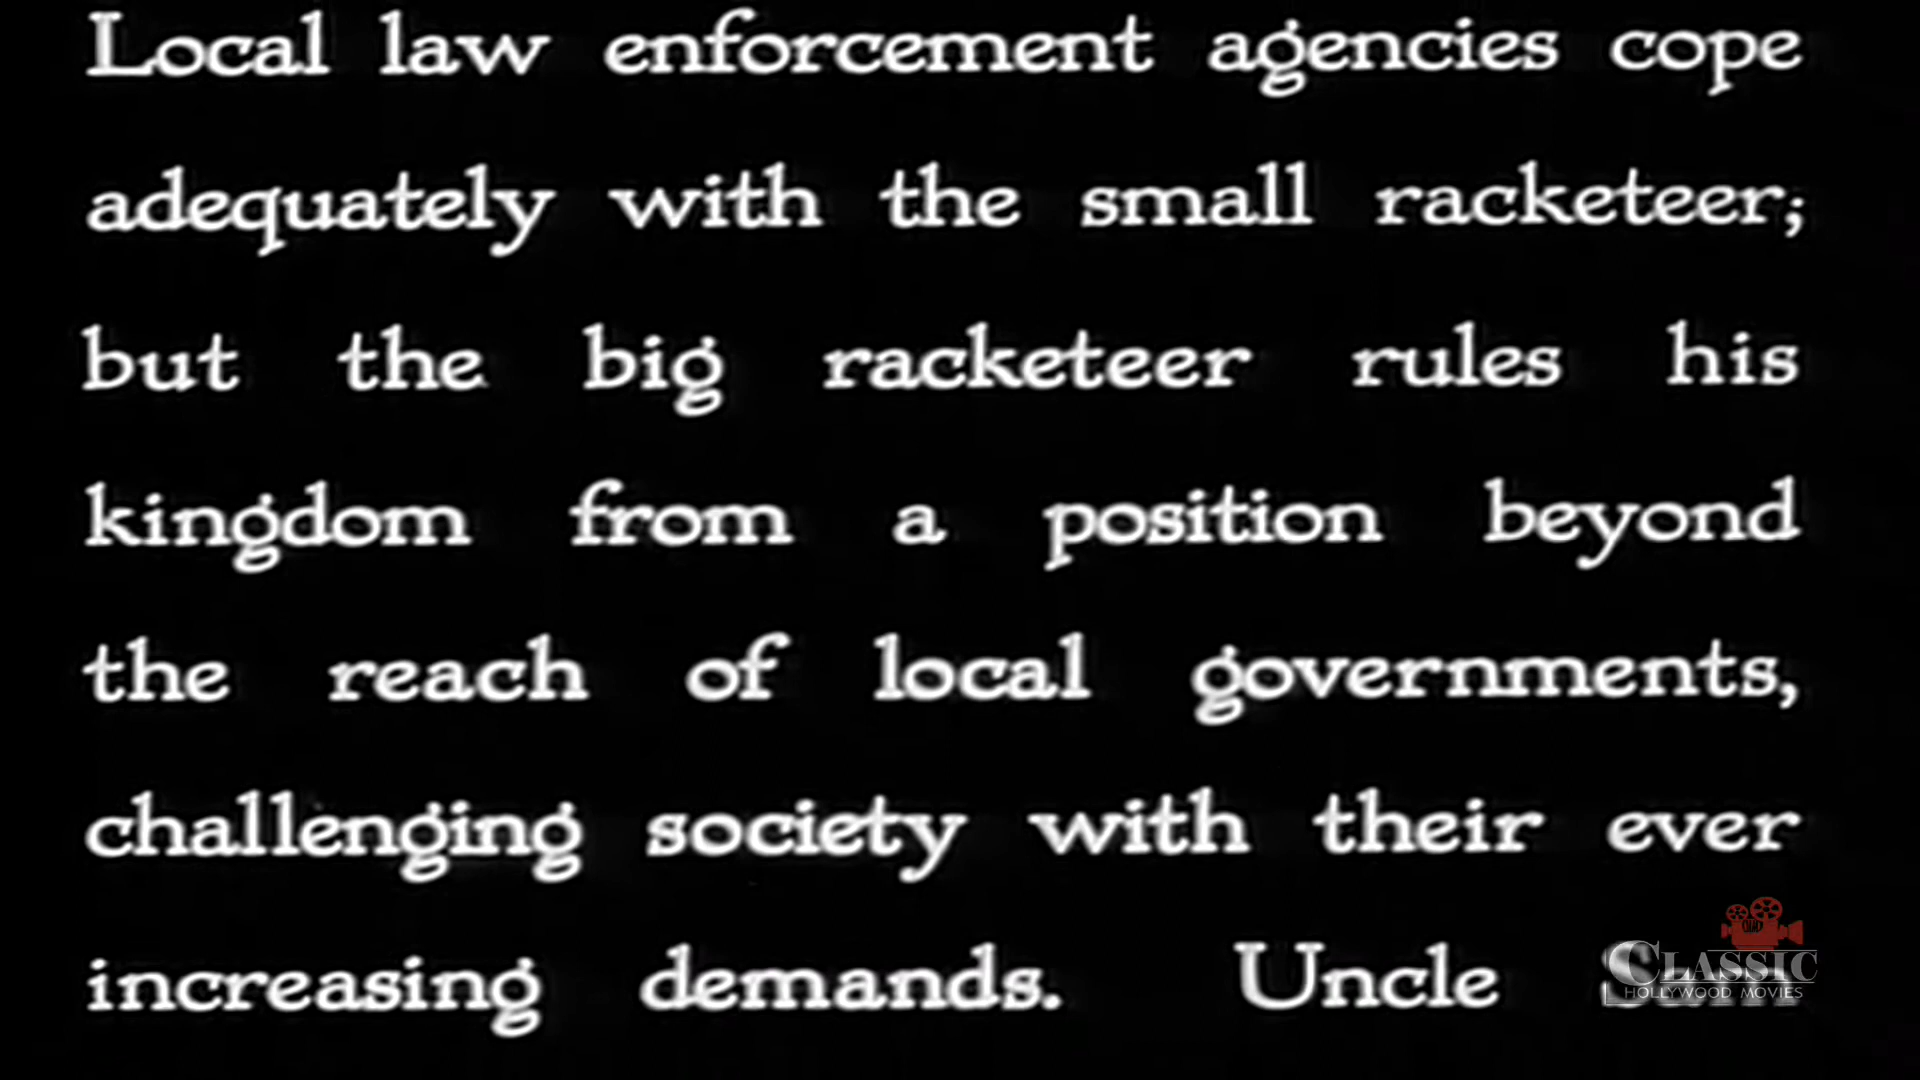 Local law enforcement agencies cope
adequately with the small racketeer;
but the big racketeer rules his
kingdom from a position beyond
the reach of local governments,
challenging society with their ever
increasing demands. Uncle
CLASSIC
HOLLYWOOD MOVIES